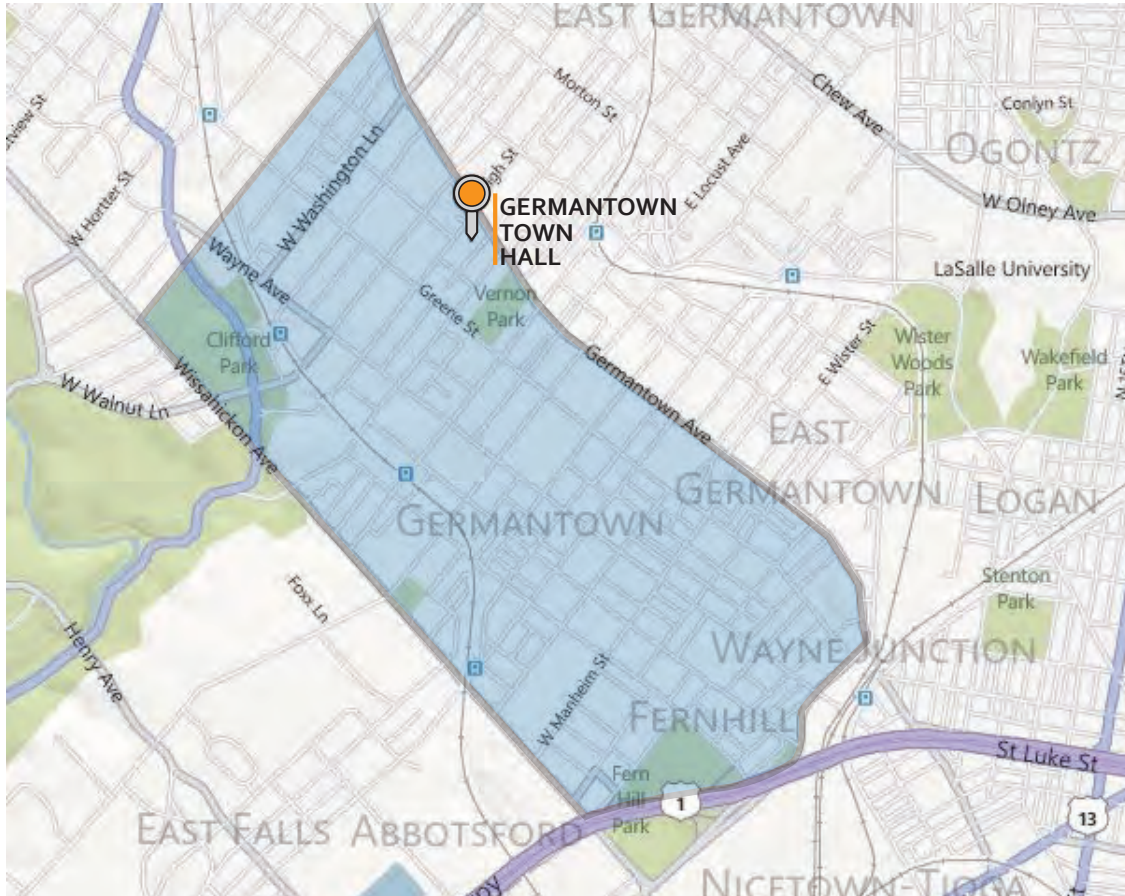 EAST GERMANTOWN
Morton St
Chew Ave
Conlyn St
OGONTZ
W Washington Ln
E Locust Ave
W Olney Ave
W Hortter St
GERMANTOWN
TOWN
HALL
Wayne Ave
LaSalle University
Greene St
Vernon
Park
Clifford
Park
Germantown Ave
E Wister St
Wister
Woods
Park
Wakefield
Park
W Walnut Ln
Wissahickon Ave
EAST
GERMANTOWN
LOGAN
GERMANTOWN
Foxx Ln
Stenton
Park
Henry Ave
WAYNE JUNCTION
W Manheim St
FERNHILL
St Luke St
Fern
Hill
Park
1
13
EAST FALLS
ABBOTSFORD
NICETOWN-TIOGA